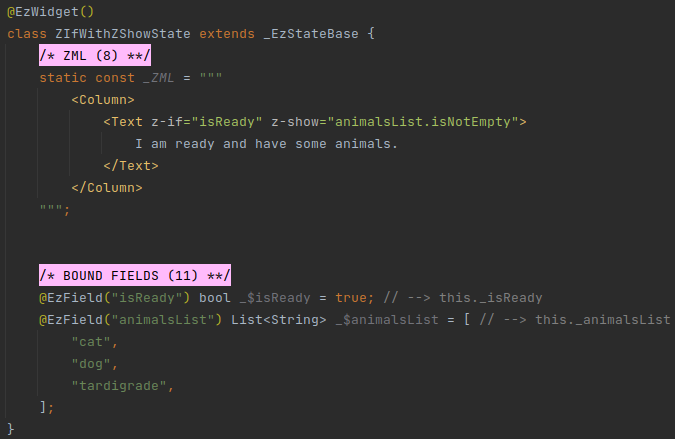 @EzWidget()
class ZIfWithZShowState extends _EzStateBase {
/* ZML (8) **/
static const _ZML = """
<Column>
<Text z-if="isReady" z-show="animalsList.isNotEmpty">
I am ready and have some animals.
</Text>
</Column>
""";
/* BOUND FIELDS (11) **/
@EzField("isReady") bool _$isReady = true; // --> this._isReady
@EzField("animalsList") List<String> _$animalsList = [ // --> this._animalsList
"cat",
"dog",
"tardigrade",
];
}